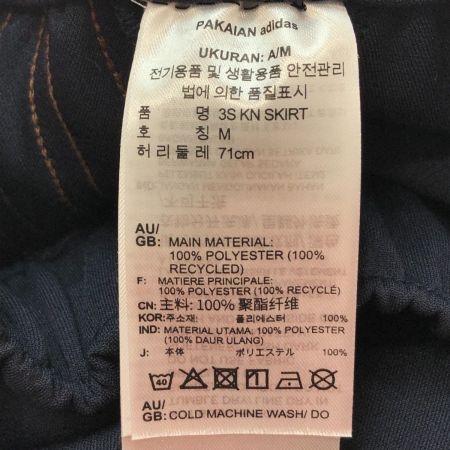 PAKAIAN adidas
UKURAN: A/M
전기용품 및 생활용품 안전관리
법에 의한 품질표시
품 명 3S KN SKIRT
호 칭 M
허 리 둘 레 71cm
AU/
GB: MAIN MATERIAL:
100% POLYESTER (100%
RECYCLED)
F: MATIERE PRINCIPALE:
100% POLYESTER (100% RECYCLÉ)
CN: 主料: 100% 聚酯纤维
KOR: 주소재: 폴리에스터 100%
IND: MATERIAL UTAMA: 100% POLYESTER
(100% DAUR ULANG)
J: 本体 ポリエステル 100%
40
AU/
GB: COLD MACHINE WASH/ DO